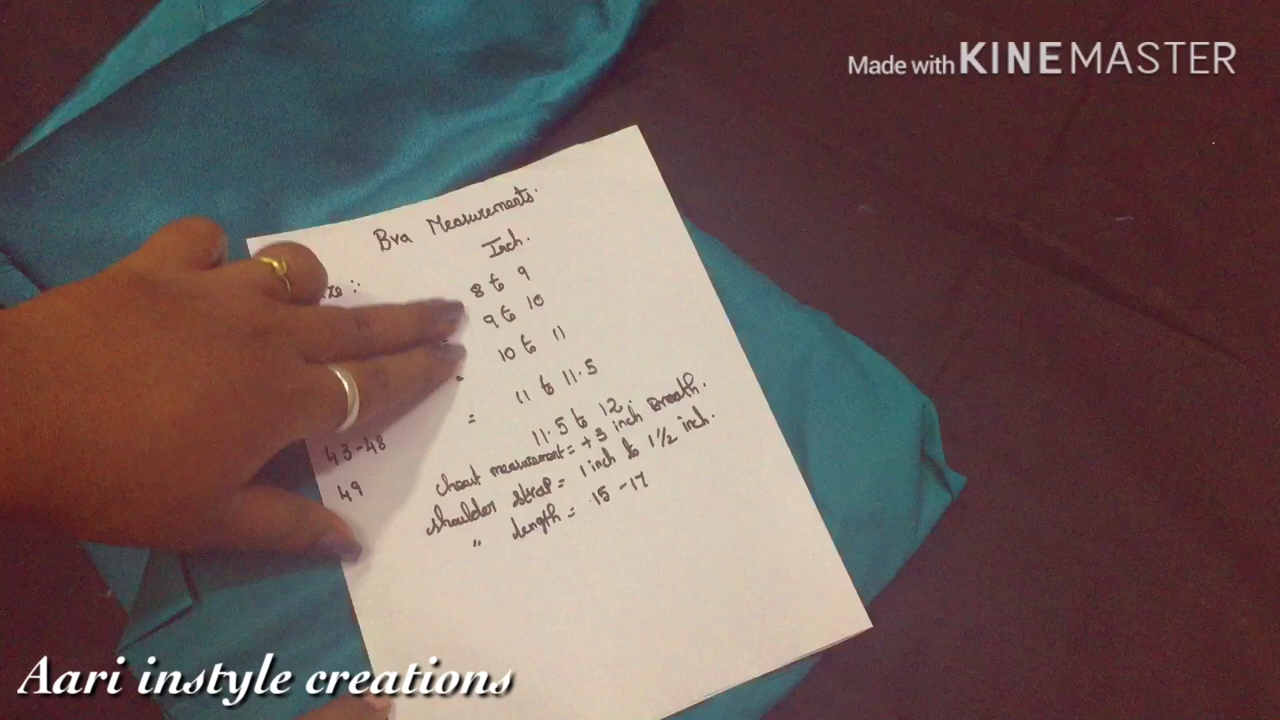 Made with KINEMASTER
Bra Measurements.
Inch.
8 to 9
9 to 10
10 to 11
= 11 to 11.5
43-48 11.5 to 12.
49
chest measurement = +3 inch Breath.
shoulder strap = 1 inch to 1 1/2 inch.
" length = 15-17
Aari instyle creations